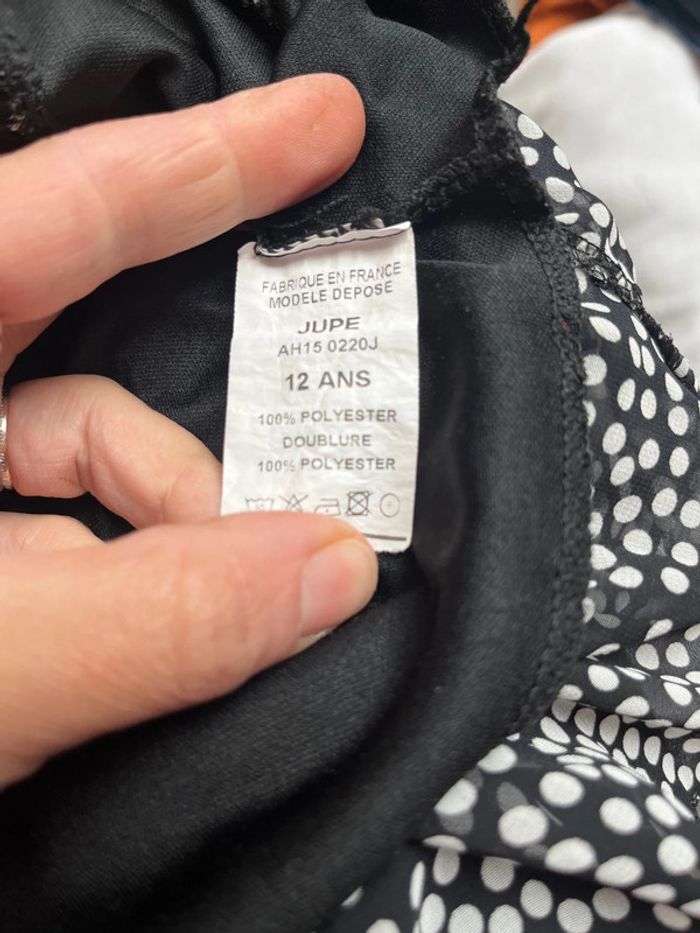 FABRIQUE EN FRANCE
MODELE DEPOSE
JUPE
AH15 0220J
12 ANS
100% POLYESTER
DOUBLURE
100% POLYESTER